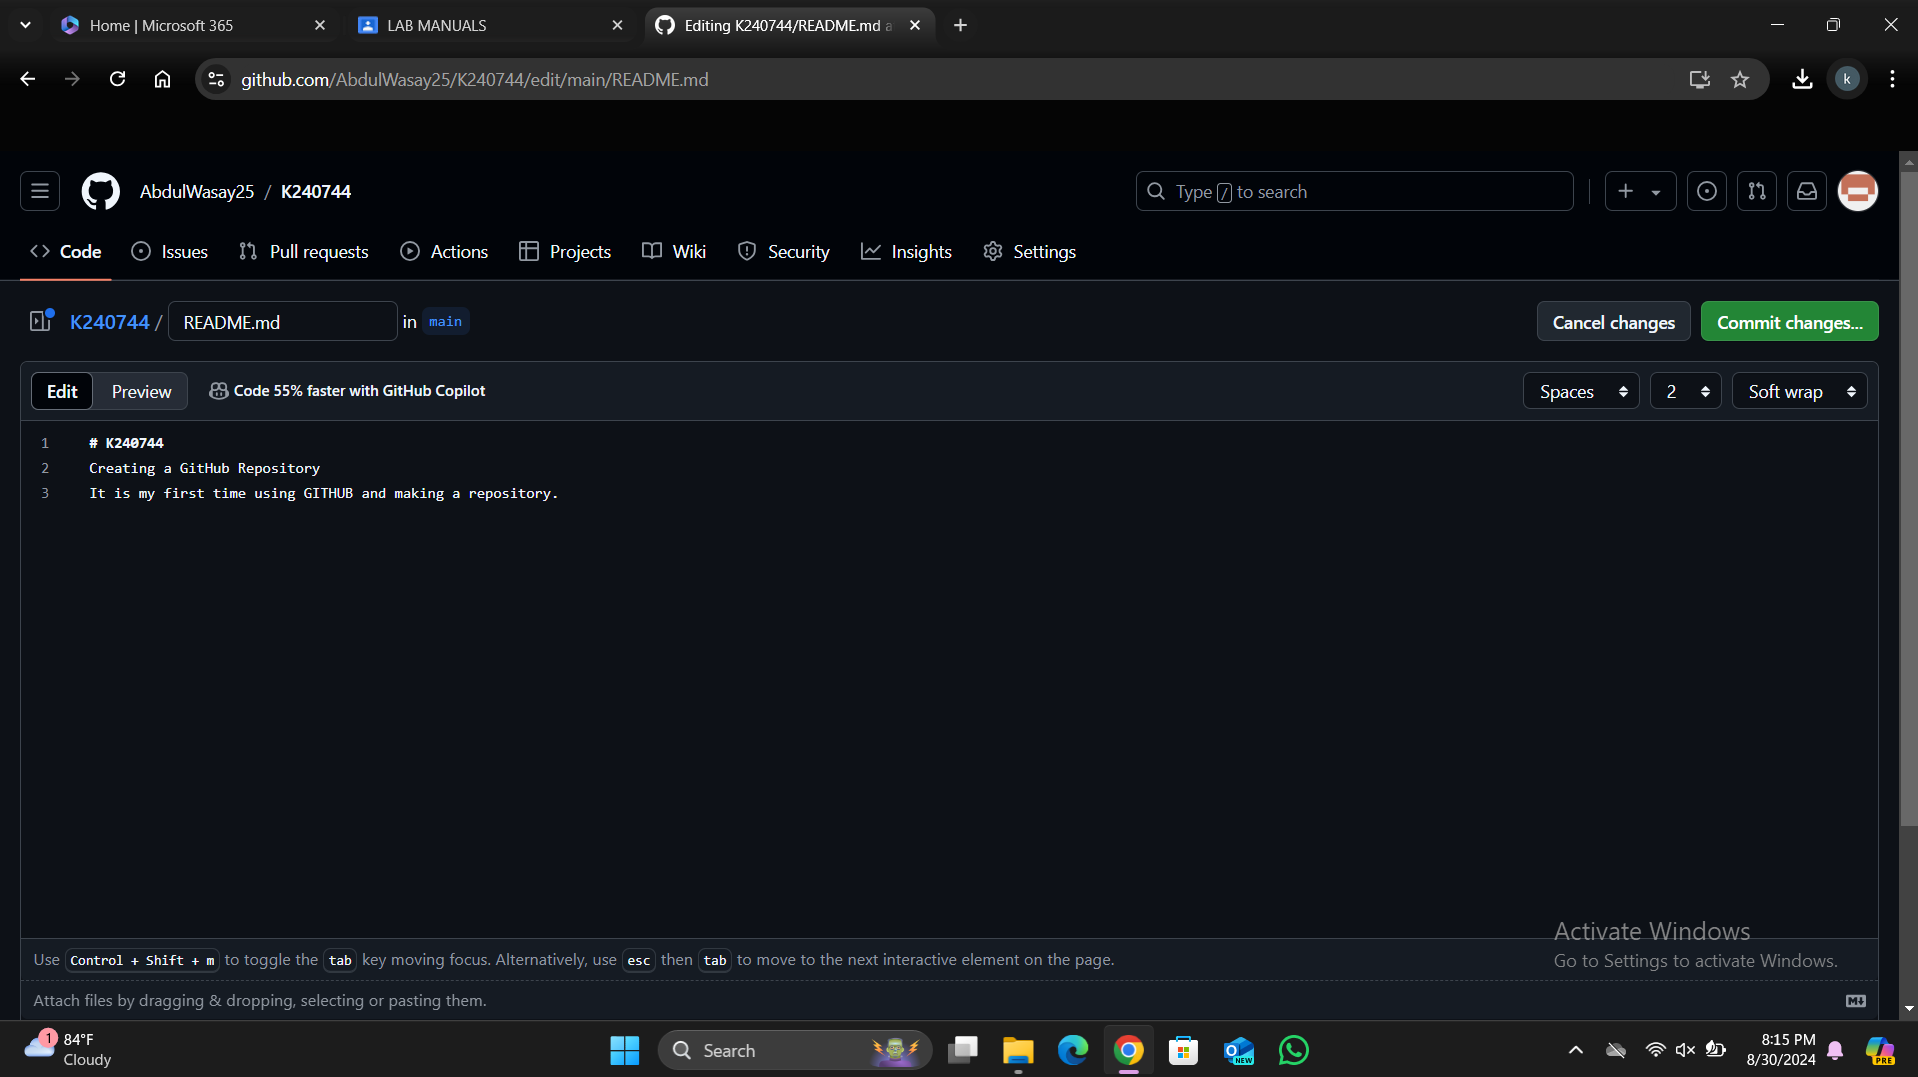 Home | Microsoft 365
LAB MANUALS
Editing K240744/README.md a
github.com/AbdulWasay25/K240744/edit/main/README.md
k
AbdulWasay25 / K240744
Type / to search
Code
Issues
Pull requests
Actions
Projects
Wiki
Security
Insights
Settings
K240744 / README.md in main
Cancel changes
Commit changes...
Edit
Preview
Code 55% faster with GitHub Copilot
Spaces
2
Soft wrap
1 # K240744
2 Creating a GitHub Repository
3 It is my first time using GITHUB and making a repository.
Activate Windows
Go to Settings to activate Windows.
Use Control + Shift + m to toggle the tab key moving focus. Alternatively, use esc then tab to move to the next interactive element on the page.
Attach files by dragging & dropping, selecting or pasting them.
1
84°F
Cloudy
Search
NEW
8:15 PM
8/30/2024
PRE